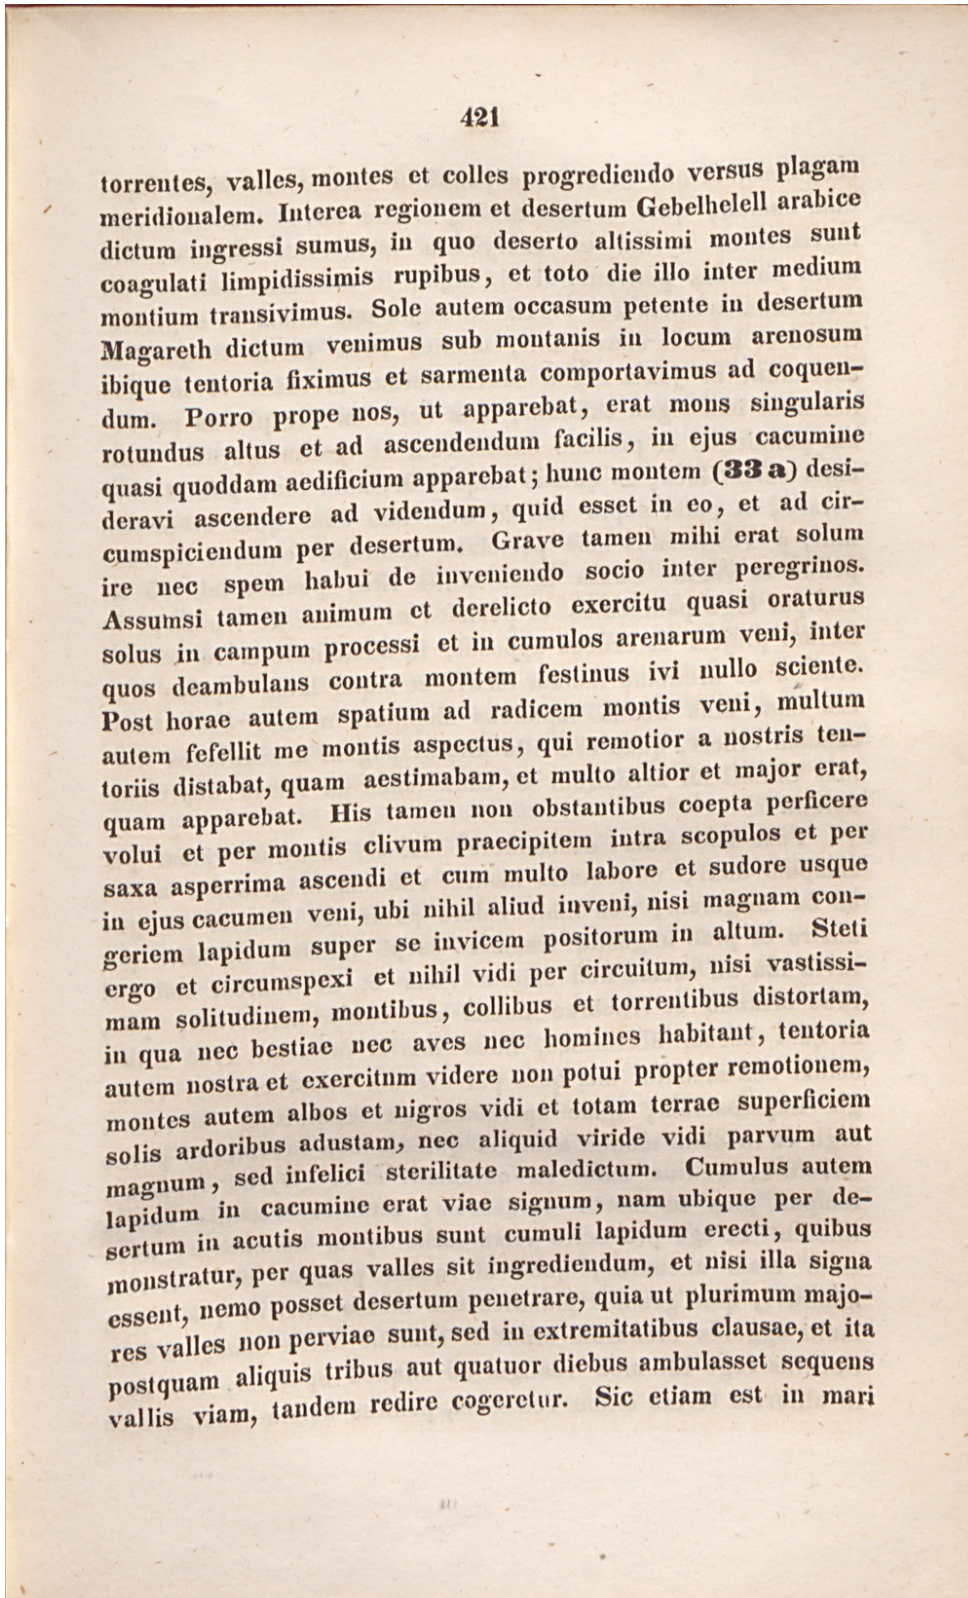 421
torrentes, valles, montes et colles progrediendo versus plagam
meridionalem. Interea regionem et desertum Gebelhelell arabice
dictum ingressi sumus, in quo deserto altissimi montes sunt
coagulati limpidissimis rupibus, et toto die illo inter medium
montium transivimus. Sole autem occasum petente in desertum
Magareth dictum venimus sub montanis in locum arenosum
ibique tentoria fiximus et sarmenta comportavimus ad coquen-
dum. Porro prope nos, ut apparebat, erat mons singularis
rotundus altus et ad ascendendum facilis, in ejus cacumine
quasi quoddam aedificium apparebat; hunc montem (33 a) desi-
deravi ascendere ad videndum, quid esset in eo, et ad cir-
cumspiciendum per desertum. Grave tamen mihi erat solum
ire nec spem habui de inveniendo socio inter peregrinos.
Assumsi tamen animum et derelicto exercitu quasi oraturus
solus in campum processi et in cumulos arenarum veni, inter
quos deambulans contra montem festinus ivi nullo sciente.
Post horae autem spatium ad radicem montis veni, multum
autem fefellit me montis aspectus, qui remotior a nostris ten-
toriis distabat, quam aestimabam, et multo altior et major erat,
quam apparebat. His tamen non obstantibus coepta perficere
volui et per montis clivum praecipitem intra scopulos et per
saxa asperrima ascendi et cum multo labore et sudore usque
in ejus cacumen veni, ubi nihil aliud inveni, nisi magnam con-
geriem lapidum super se invicem positorum in altum. Steti
ergo et circumspexi et nihil vidi per circuitum, nisi vastissi-
mam solitudinem, montibus, collibus et torrentibus distortam,
in qua nec bestiae nec aves nec homines habitant, tentoria
autem nostra et exercitum videre non potui propter remotionem,
montes autem albos et nigros vidi et totam terrae superficiem
solis ardoribus adustam, nec aliquid viride vidi parvum aut
magnum, sed infelici sterilitate maledictum. Cumulus autem
lapidum in cacumine erat viae signum, nam ubique per de-
sertum in acutis montibus sunt cumuli lapidum erecti, quibus
monstratur, per quas valles sit ingrediendum, et nisi illa signa
essent, nemo posset desertum penetrare, quia ut plurimum majo-
res valles non perviae sunt, sed in extremitatibus clausae, et ita
postquam aliquis tribus aut quatuor diebus ambulasset sequens
vallis viam, tandem redire cogeretur. Sic etiam est in mari